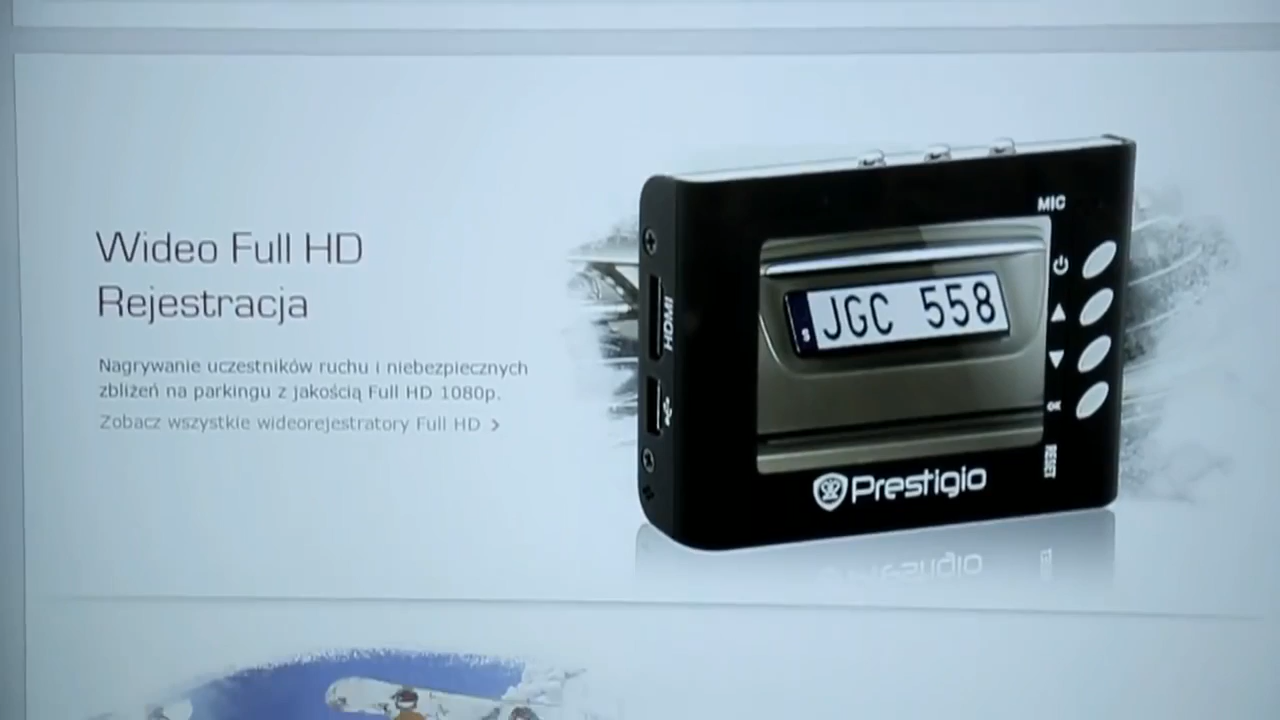 Wideo Full HD
Rejestracja
Nagrywanie uczestników ruchu i niebezpiecznych
zbliżeń na parkingu z jakością Full HD 1080p.
Zobacz wszystkie wideorejestratory Full HD >
MIC
HDMI
S JGC 558
OK
RESET
Prestigio